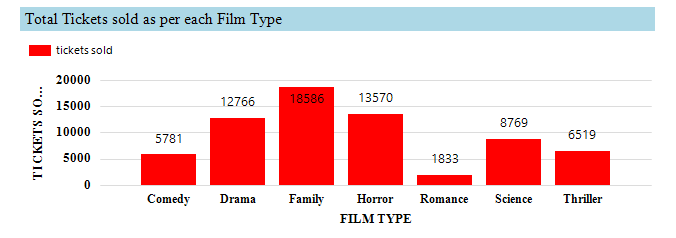 Total Tickets sold as per each Film Type
tickets sold
TICKETS SO...
20000
15000
10000
5000
0
5781
12766
18586
13570
1833
8769
6519
Comedy Drama Family Horror Romance Science Thriller
FILM TYPE